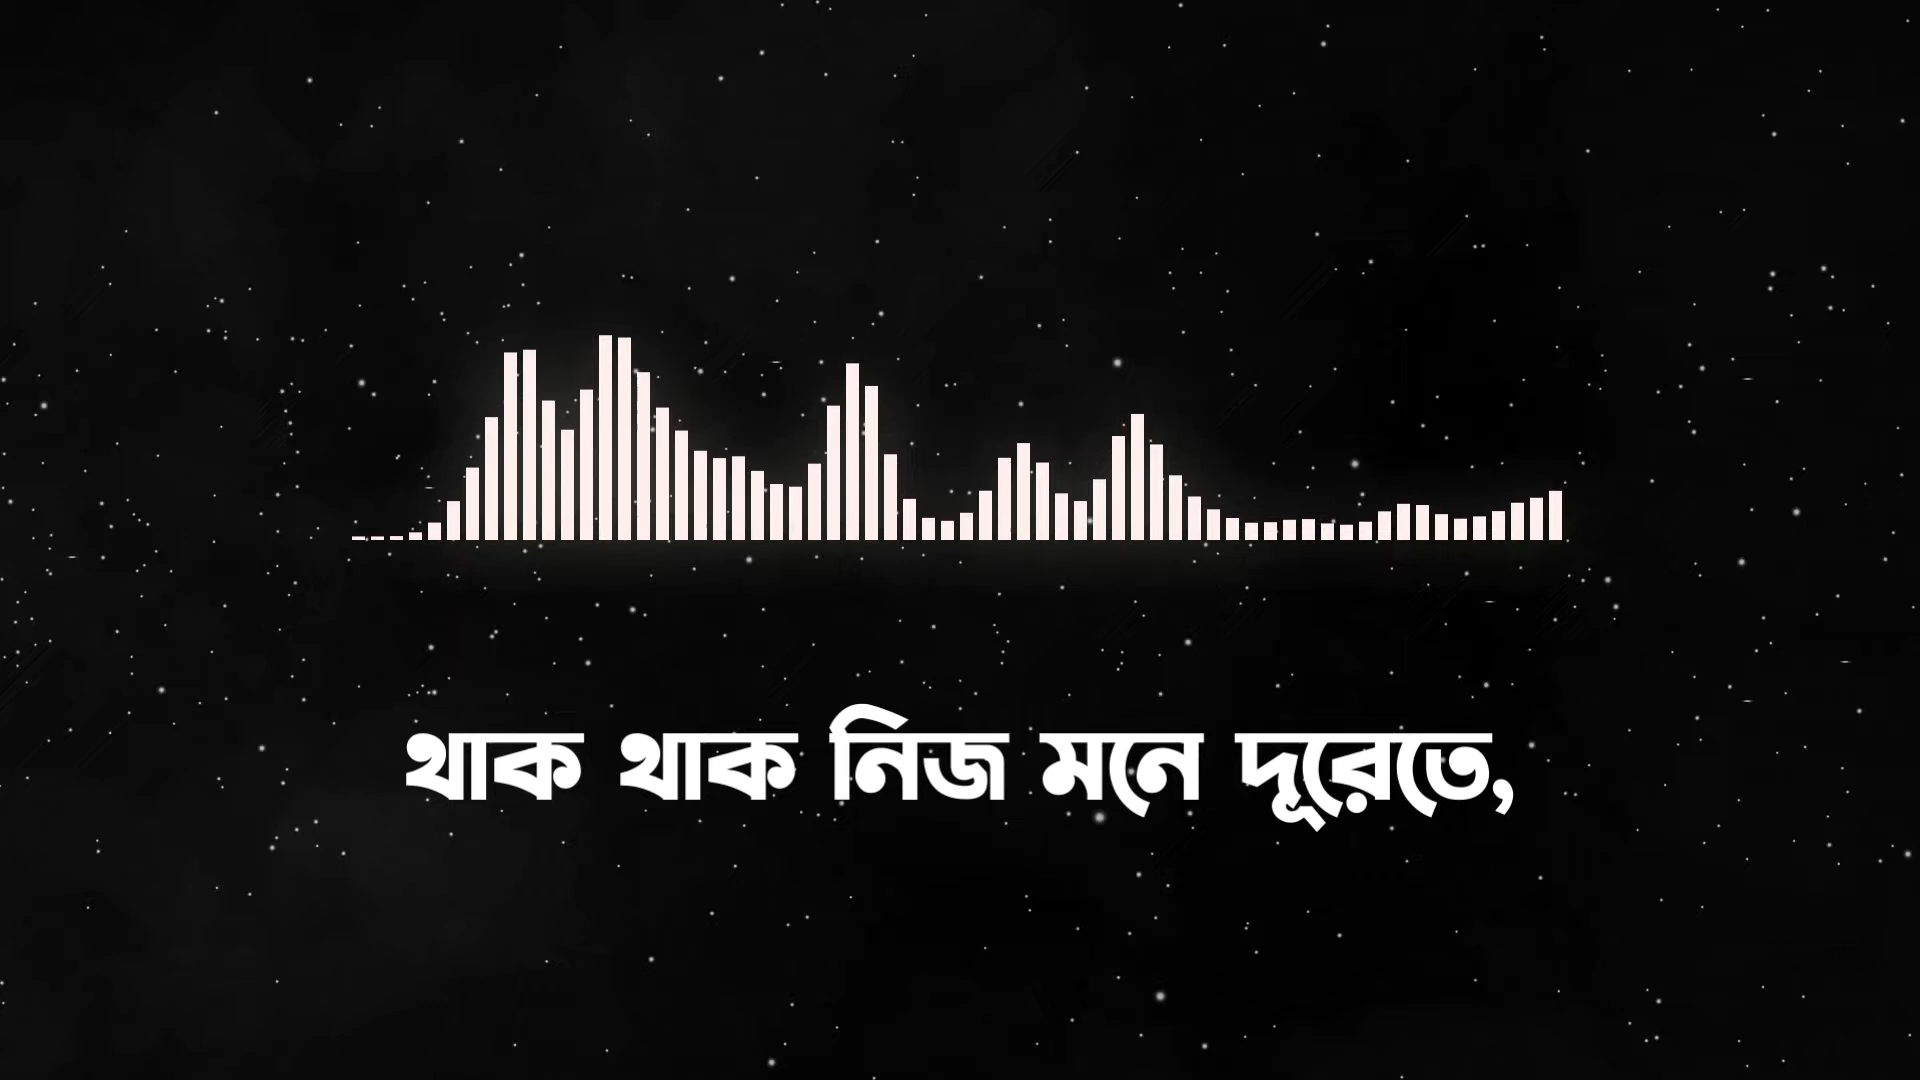 থাক থাক নিজ মনে দূরেতে,